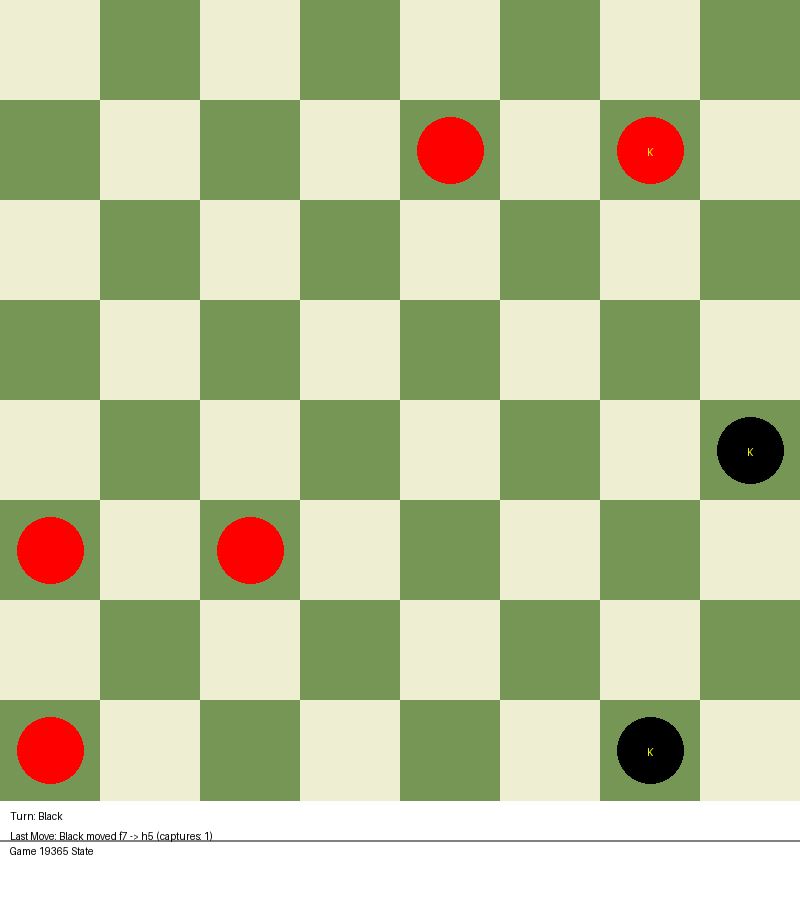 K
K
K
Turn: Black
Last Move: Black moved f7 -> h5 (captures: 1)
Game 19365 State